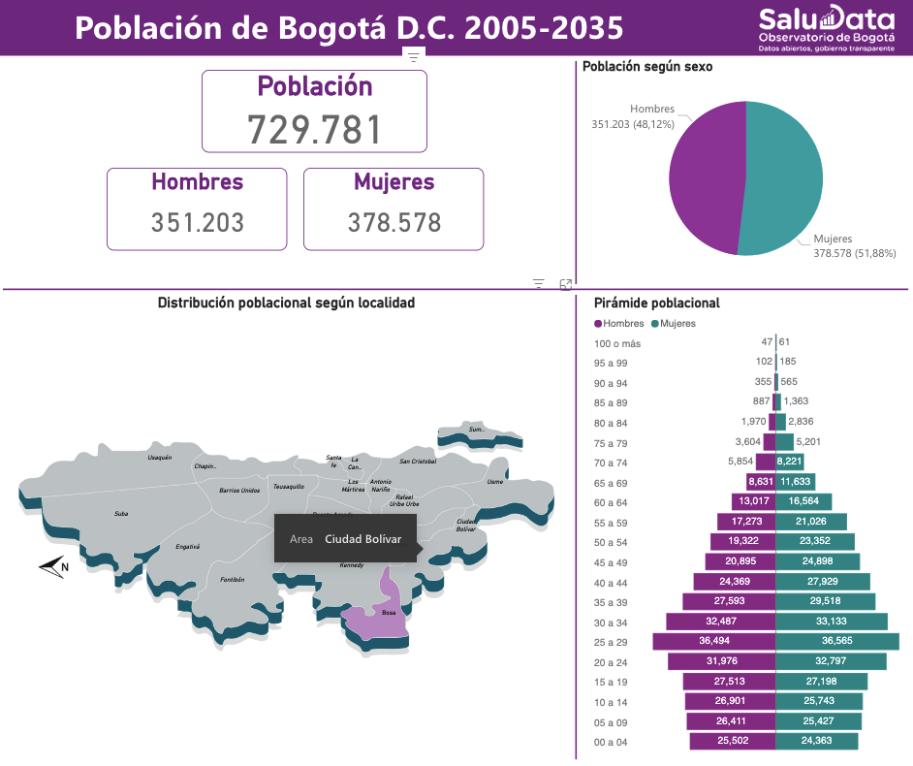 Población de Bogotá D.C. 2005-2035
SaluData
Observatorio de Bogotá
Datos abiertos, gobierno transparente
Población
729.781
Hombres
351.203
Mujeres
378.578
Población según sexo
Hombres
351.203 (48,12%)
Mujeres
378.578 (51,88%)
Distribución poblacional según localidad
Sum..
Usaquén
Chapin..
Santa
fe
La
Can..
San Cristobal
Barrios Unidos
Teusaquillo
Los
Mártires
Antonio
Nariño
Usme
Rafael
Uribe Uribe
Suba
Ciudad
Bolívar
Area Ciudad Bolívar
Engativá
Kennedy
N
Fontibón
Bosa
Pirámide poblacional
Hombres Mujeres
100 o más 47 61
95 a 99 102 185
90 a 94 355 565
85 a 89 887 1,363
80 a 84 1,970 2,836
75 a 79 3,604 5,201
70 a 74 5,854 8,221
65 a 69 8,631 11,633
60 a 64 13,017 16,564
55 a 59 17,273 21,026
50 a 54 19,322 23,352
45 a 49 20,895 24,898
40 a 44 24,369 27,929
35 a 39 27,593 29,518
30 a 34 32,487 33,133
25 a 29 36,494 36,565
20 a 24 31,976 32,797
15 a 19 27,513 27,198
10 a 14 26,901 25,743
05 a 09 26,411 25,427
00 a 04 25,502 24,363